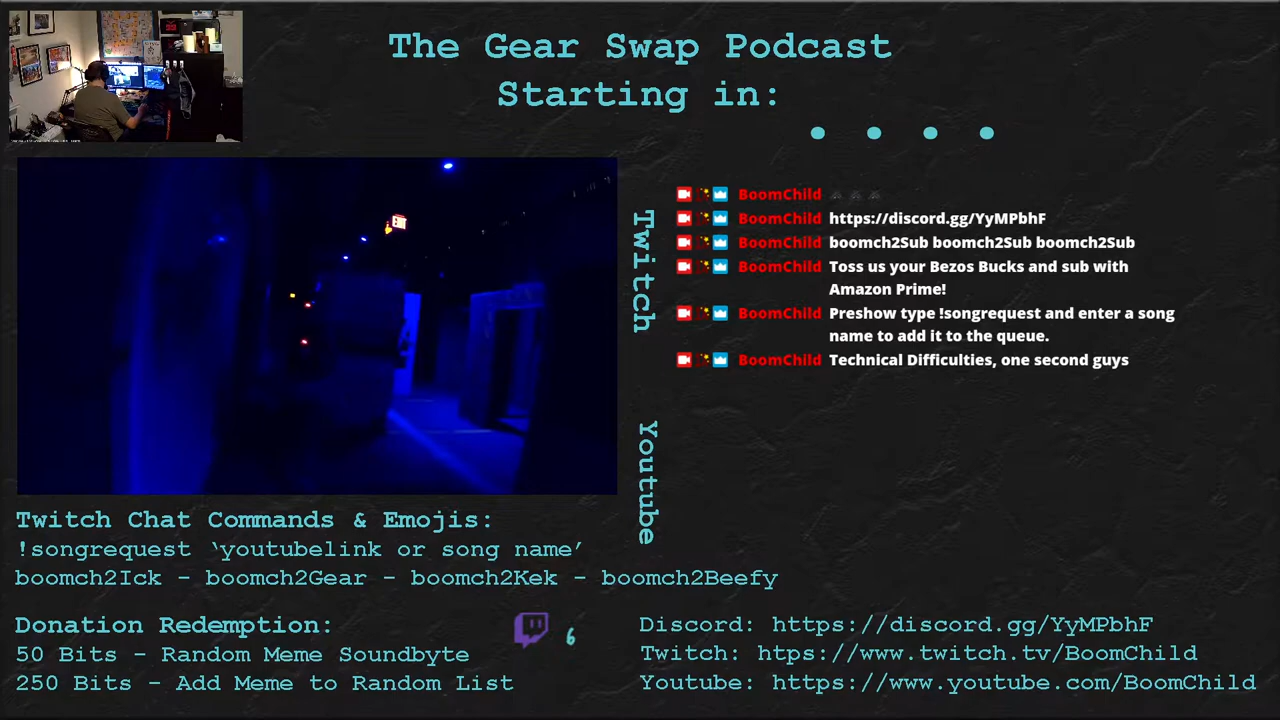 The Gear Swap Podcast
Starting in:
Twitch
BoomChild
BoomChild https://discord.gg/YyMPbhF
BoomChild boomch2Sub boomch2Sub boomch2Sub
BoomChild Toss us your Bezos Bucks and sub with
Amazon Prime!
BoomChild Preshow type !songrequest and enter a song
name to add it to the queue.
BoomChild Technical Difficulties, one second guys
Youtube
Twitch Chat Commands & Emojis:
!songrequest ‘youtubelink or song name’
boomch2Ick - boomch2Gear - boomch2Kek - boomch2Beefy
Donation Redemption:
50 Bits - Random Meme Soundbyte
250 Bits - Add Meme to Random List
6
Discord: https://discord.gg/YyMPbhF
Twitch: htps://www.twitch.tv/BoomChild
Youtube: https://www.youtube.com/BoomChild